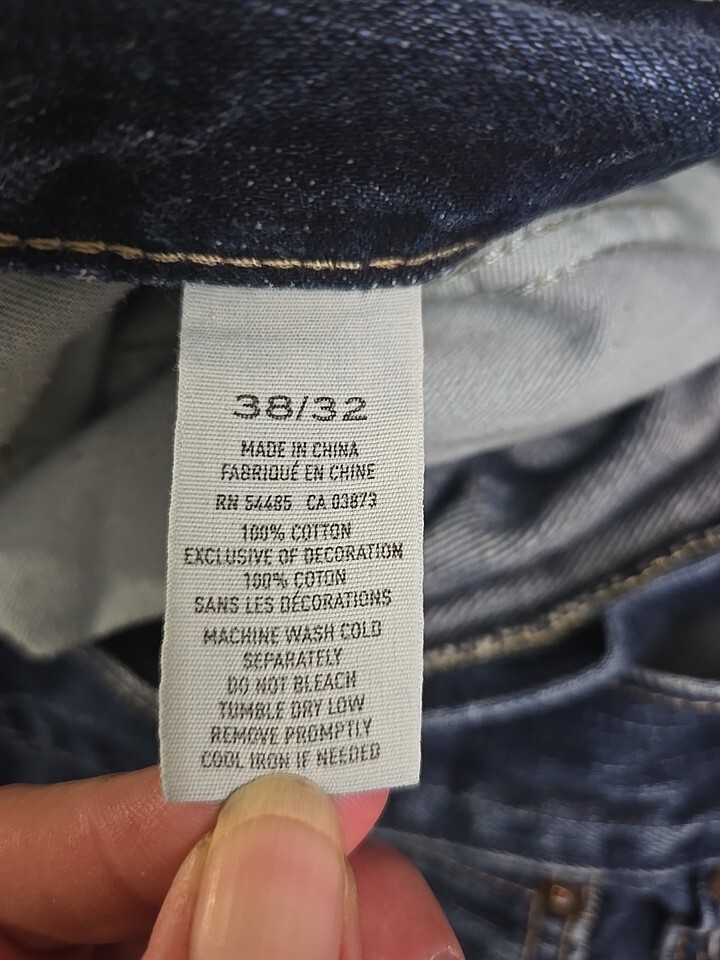 38/32
MADE IN CHINA
FABRIQUÉ EN CHINE
RN 54485 CA 03873
100% COTTON
EXCLUSIVE OF DECORATION
100% COTON
SANS LES DÉCORATIONS
MACHINE WASH COLD
SEPARATELY
DO NOT BLEACH
TUMBLE DRY LOW
REMOVE PROMPTLY
COOL IRON IF NEEDED